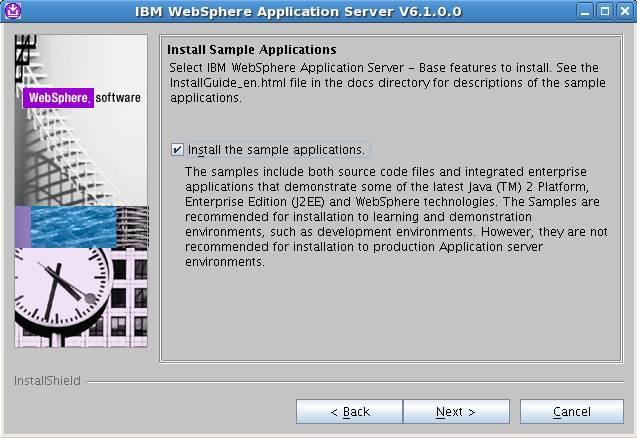 IBM WebSphere Application Server V6.1.0.0
WebSphere. software
Install Sample Applications
Select IBM WebSphere Application Server - Base features to install. See the
InstallGuide_en.html file in the docs directory for descriptions of the sample
applications.
Install the sample applications.
The samples include both source code files and integrated enterprise
applications that demonstrate some of the latest Java (TM) 2 Platform,
Enterprise Edition (J2EE) and WebSphere technologies. The Samples are
recommended for installation to learning and demonstration
environments, such as development environments. However, they are not
recommended for installation to production Application server
environments.
InstallShield
< Back
Next >
Cancel